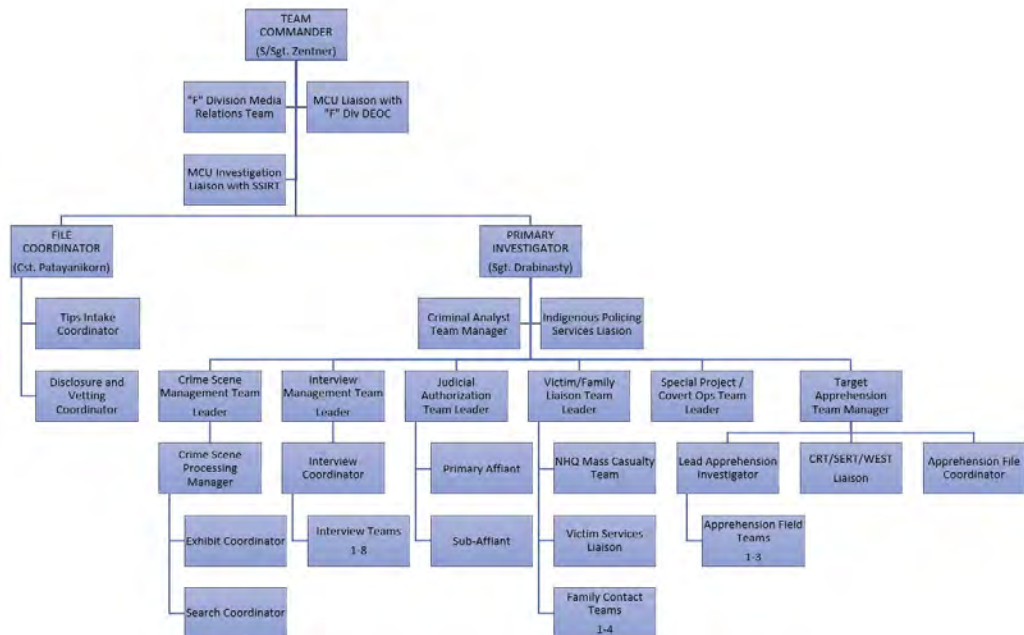 TEAM
COMMANDER
(S/Sgt. Zentner)
"F" Division Media
Relations Team
MCU Liaison with
"F" Div DEOC
MCU Investigation
Liaison with SSIRT
FILE
COORDINATOR
(Cst. Patayanikorn)
PRIMARY
INVESTIGATOR
(Sgt. Drabinasty)
Tips Intake
Coordinator
Disclosure and
Vetting
Coordinator
Criminal Analyst
Team Manager
Indigenous Policing
Services Liasion
Crime Scene
Management Team
Leader
Interview
Management Team
Leader
Judicial
Authorization
Team Leader
Victim/Family
Liaison Team
Leader
Special Project /
Covert Ops Team
Leader
Target
Apprehension
Team Manager
Crime Scene
Processing
Manager
Interview
Coordinator
Primary Affiant
NHQ Mass Casualty
Team
Lead Apprehension
Investigator
CRT/SERT/WEST
Liaison
Apprehension File
Coordinator
Exhibit Coordinator
Interview Teams
1-8
Sub-Affiant
Victim Services
Liaison
Apprehension Field
Teams
1-3
Search Coordinator
Family Contact
Teams
1-4